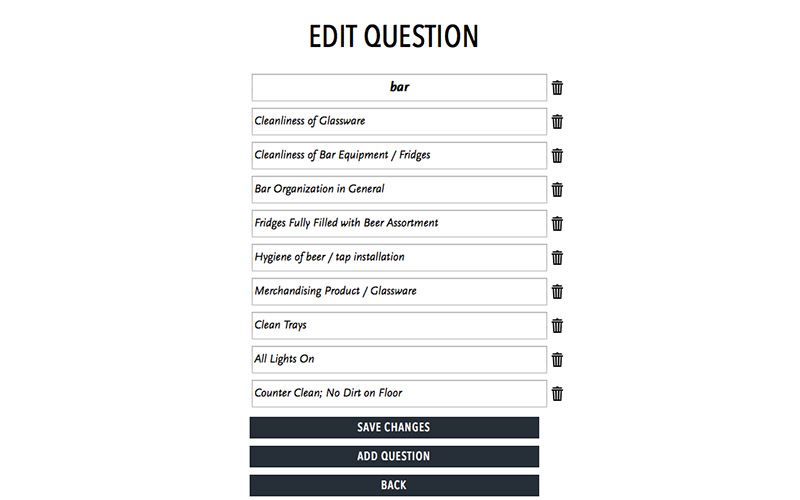 EDIT QUESTION
bar
Cleanliness of Glassware
Cleanliness of Bar Equipment / Fridges
Bar Organization in General
Fridges Fully Filled with Beer Assortment
Hygiene of beer / tap installation
Merchandising Product / Glassware
Clean Trays
All Lights On
Counter Clean; No Dirt on Floor
SAVE CHANGES
ADD QUESTION
BACK